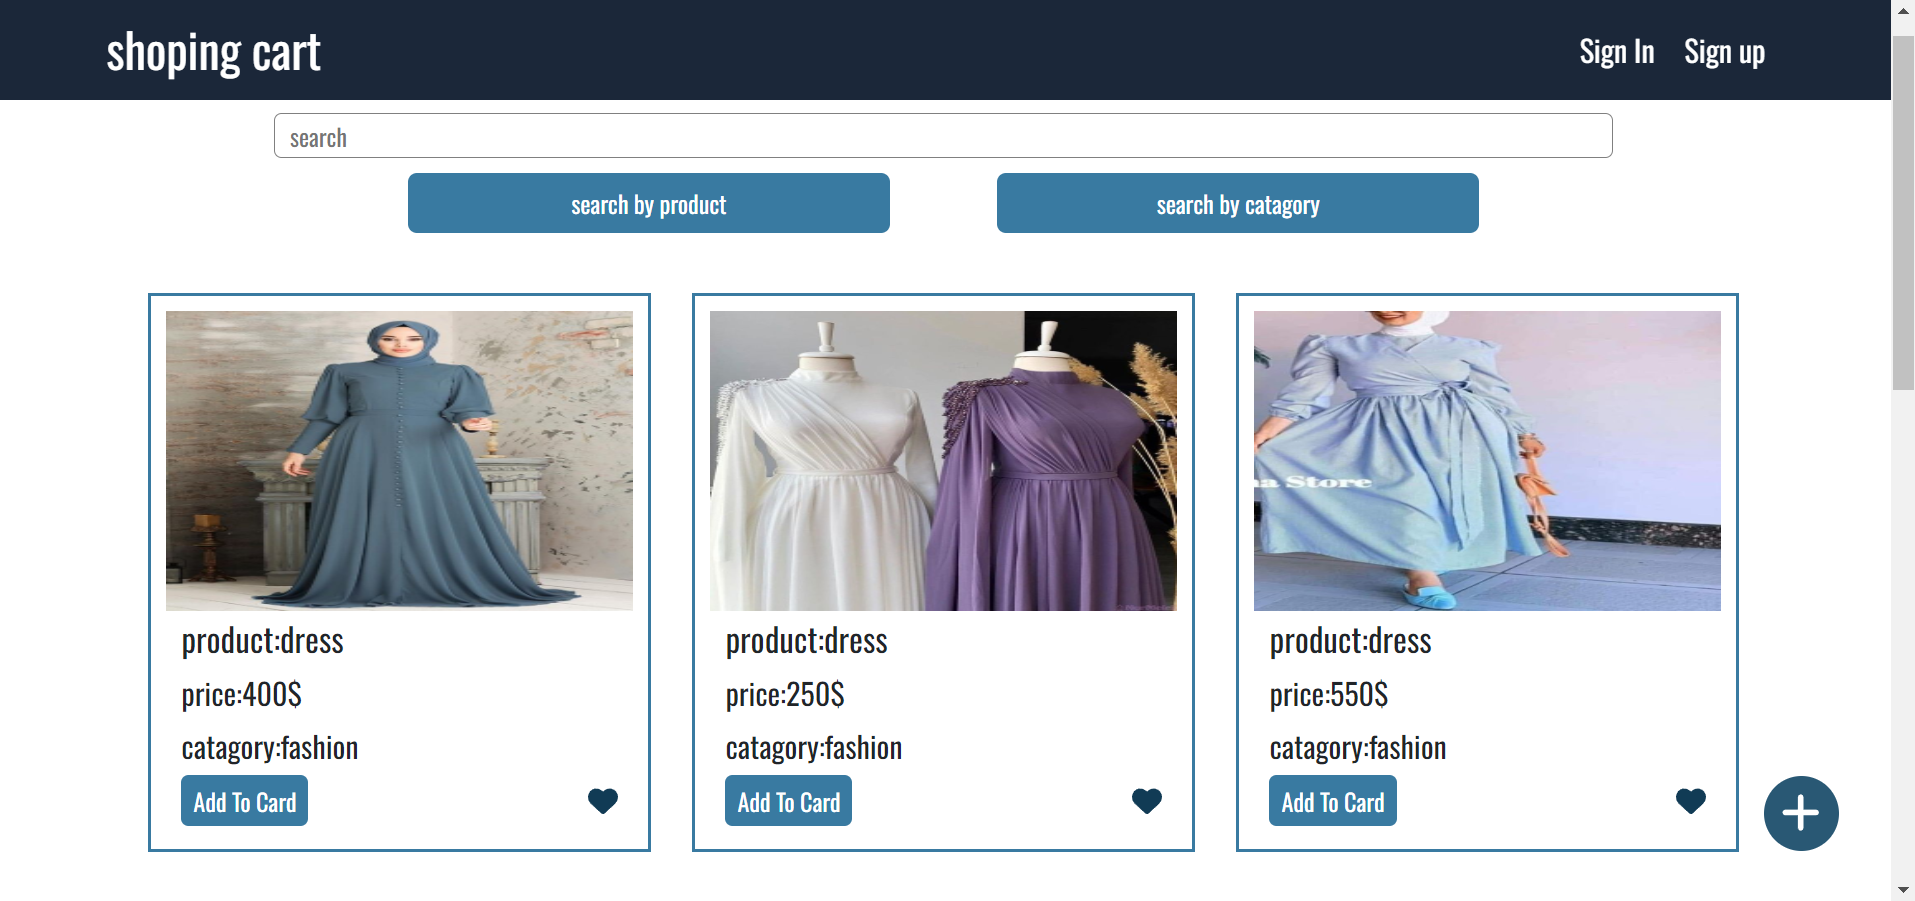 shoping cart
Sign In
Sign up
search
search by product
search by catagory
na Store
product:dress
price:400$
catagory:fashion
Add To Card
product:dress
price:250$
catagory:fashion
Add To Card
product:dress
price:550$
catagory:fashion
Add To Card